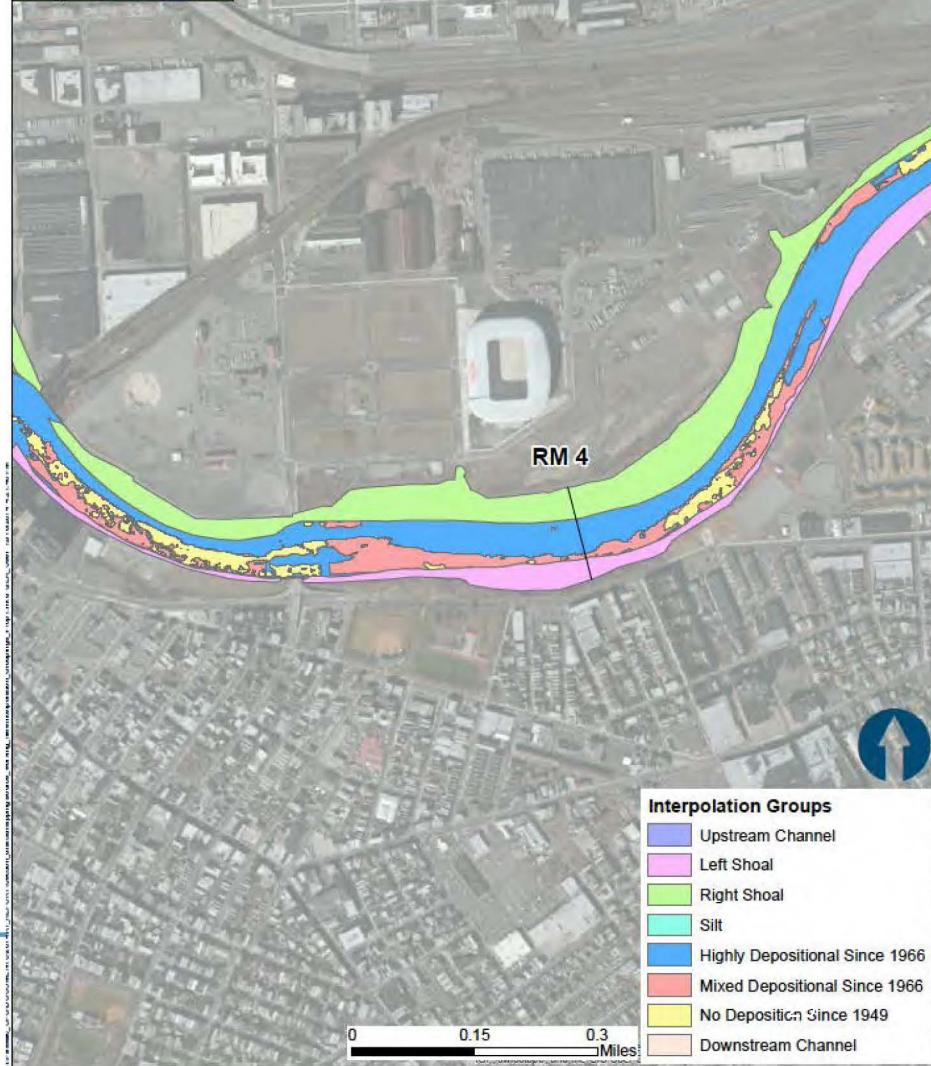 RM 4
Interpolation Groups
Upstream Channel
Left Shoal
Right Shoal
Silt
Highly Depositional Since 1966
Mixed Depositional Since 1966
No Deposition Since 1949
Downstream Channel
0 0.15 0.3
Miles